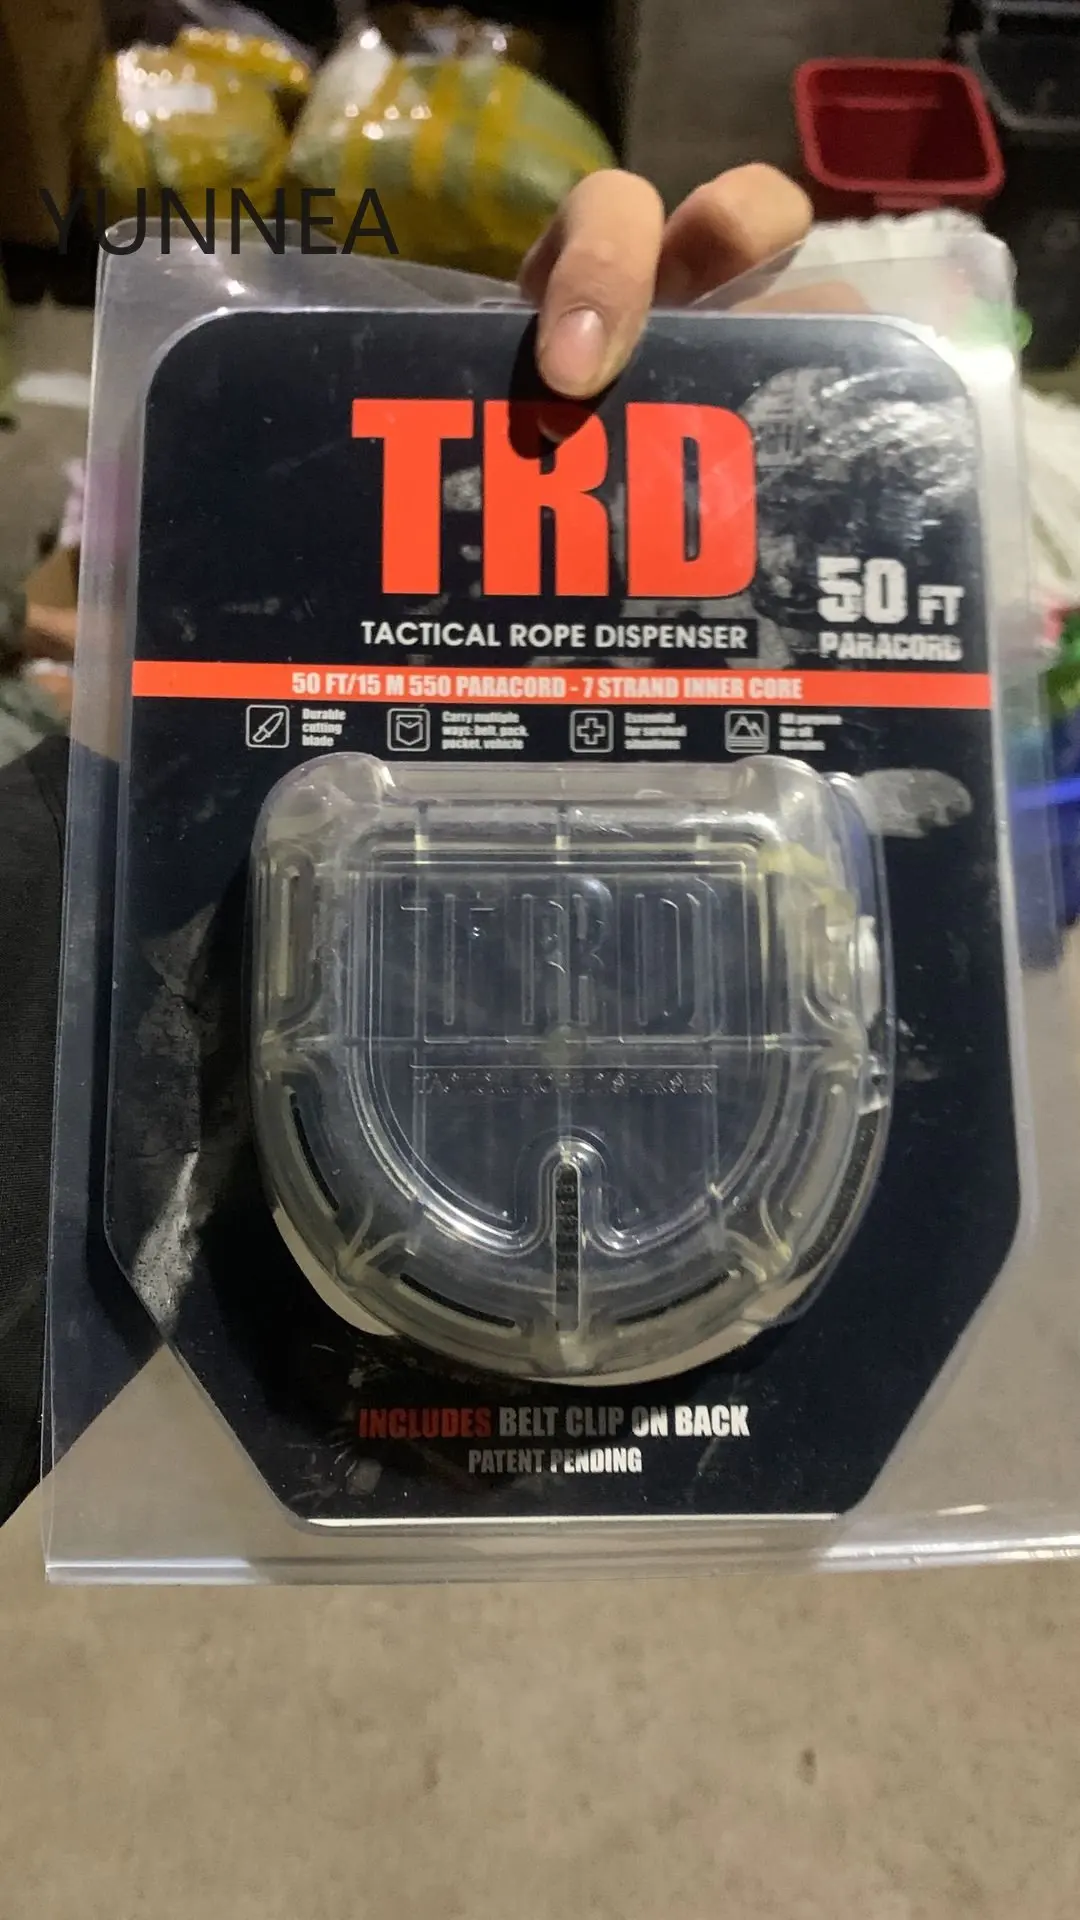 YUNNEA
TRD
50 FT
PARACORD
TACTICAL ROPE DISPENSER
50 FT/15 M 550 PARACORD - 7 STRAND INNER CORE
Durable
cutting
blade
Carry multiple
ways: belt, pack,
pocket, vehicle
Essential
for survival
situations
All purpose
for all
terrains
TRD
TACTICAL ROPE DISPENSER
INCLUDES BELT CLIP ON BACK
PATENT PENDING